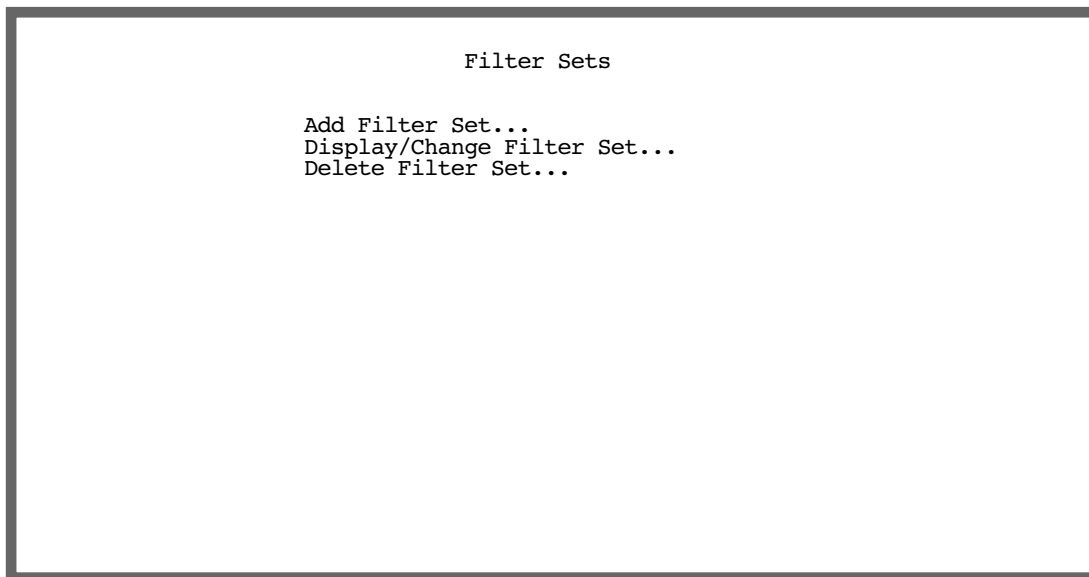 Filter Sets
Add Filter Set...
Display/Change Filter Set...
Delete Filter Set...